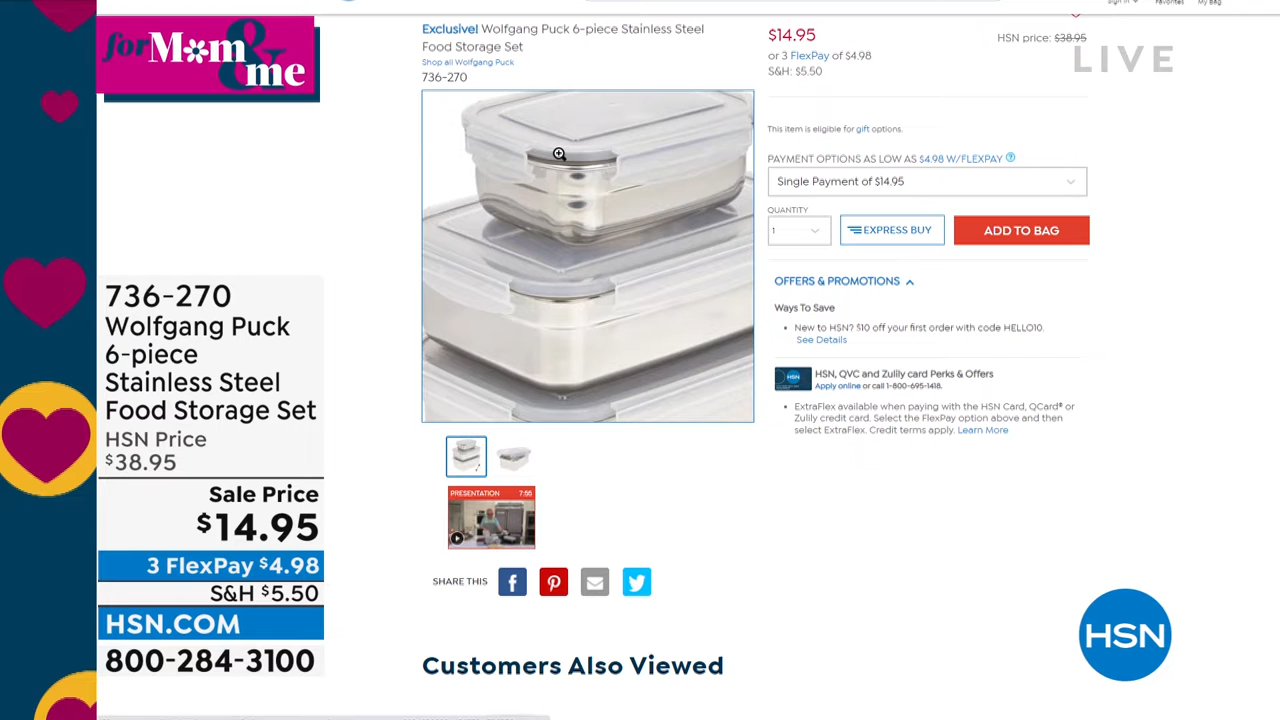 for Mom
&
me
736-270
Wolfgang Puck
6-piece
Stainless Steel
Food Storage Set
HSN Price
$38.95
Sale Price
$14.95
3 FlexPay $4.98
S&H $5.50
HSN.COM
800-284-3100
Sign in
Favorites
My Bag
Exclusive! Wolfgang Puck 6-piece Stainless Steel
Food Storage Set
Shop all Wolfgang Puck
736-270
PRESENTATION 7:56
SHARE THIS
Customers Also Viewed
$14.95
HSN price: $38.95
or 3 FlexPay of $4.98
S&H: $5.50
LIVE
This item is eligible for gift options.
PAYMENT OPTIONS AS LOW AS $4.98 W/FLEXPAY ?
Single Payment of $14.95
QUANTITY
1
EXPRESS BUY
ADD TO BAG
OFFERS & PROMOTIONS
Ways To Save
• New to HSN? $10 off your first order with code HELLO10.
See Details
HSN
HSN, QVC and Zulily card Perks & Offers
Apply online or call 1-800-695-1418.
• ExtraFlex available when paying with the HSN Card, QCard® or
Zulily credit card. Select the FlexPay option above and then
select ExtraFlex. Credit terms apply. Learn More
HSN